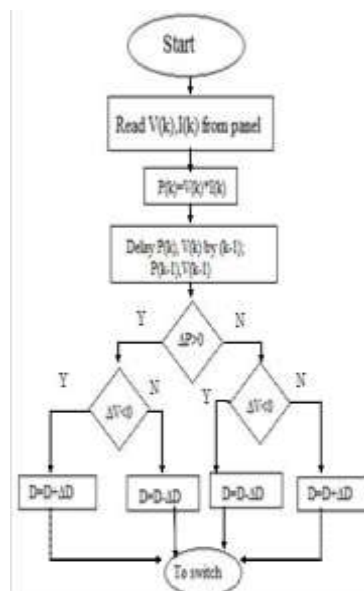 Start
Read V(k),I(k) from panel
P(k)=V(k)*I(k)
Delay P(k), V(k) by (k-1);
P(k-1),V(k-1)
Y
N
ΔP>0
Y
N
Y
N
ΔV<0
ΔV<0
D=D+ΔD
D=D-ΔD
D=D-ΔD
D=D+ΔD
To switch